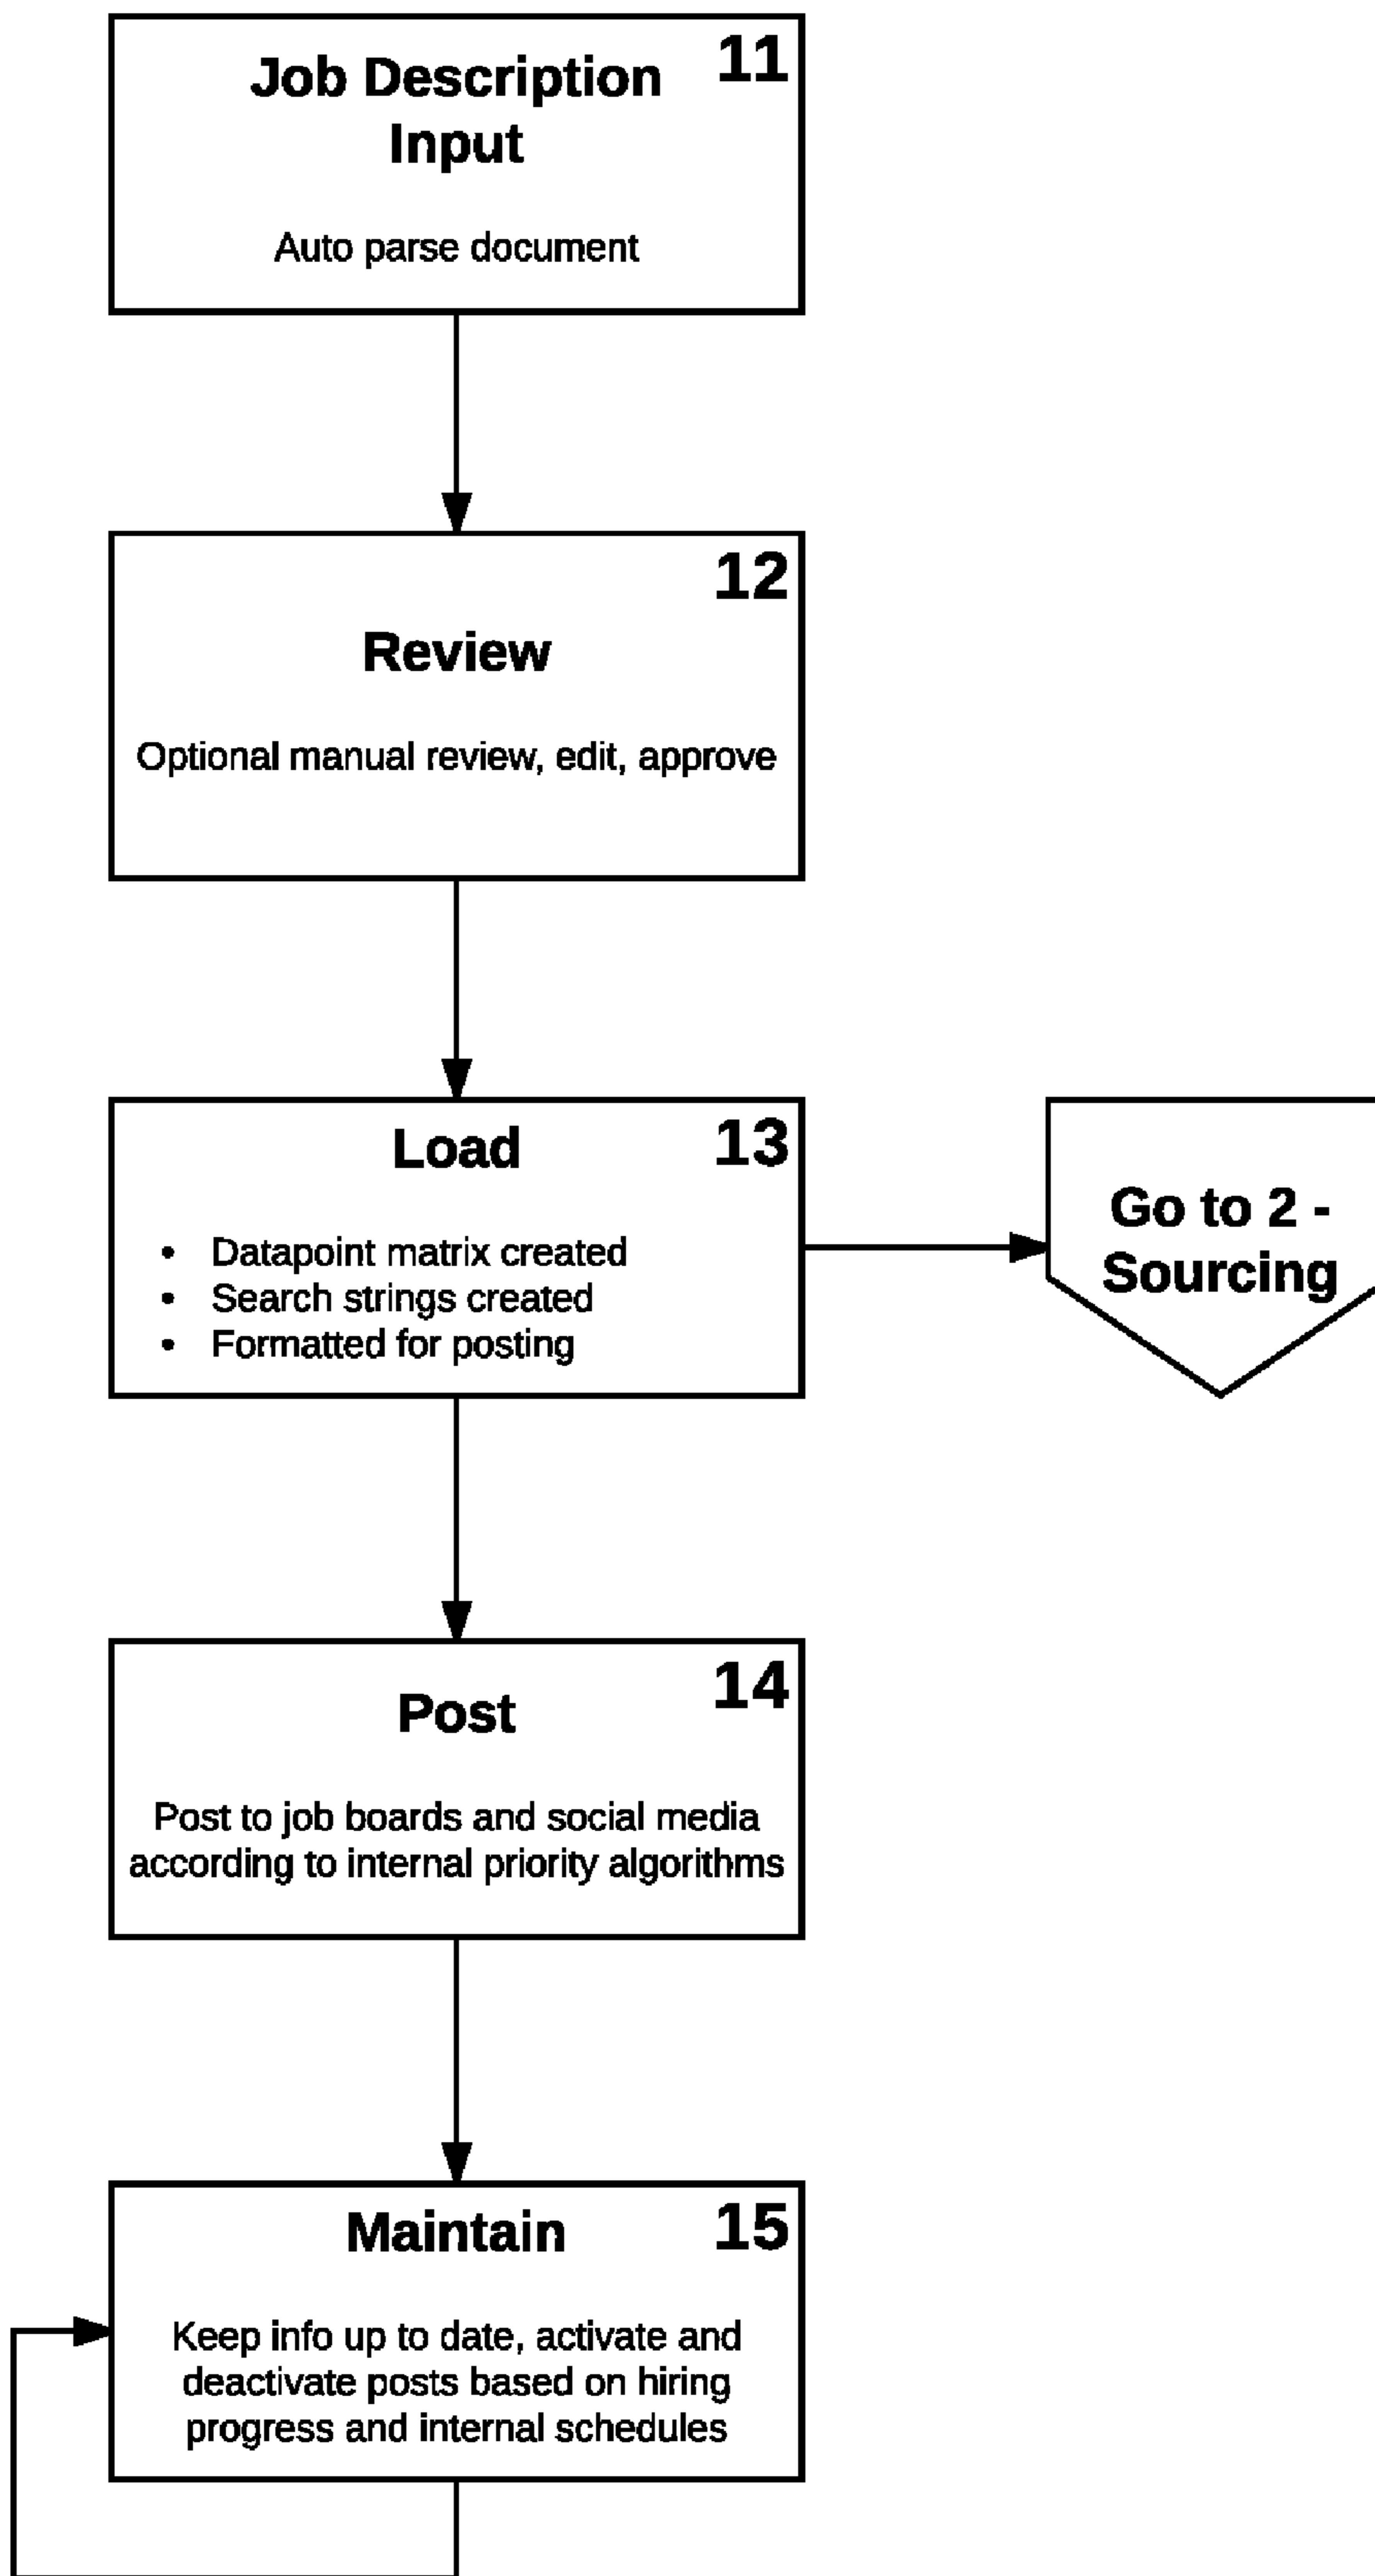 11
Job Description
Input
Auto parse document
12
Review
Optional manual review, edit, approve
13
Load
• Datapoint matrix created
• Search strings created
• Formatted for posting
Go to 2 -
Sourcing
14
Post
Post to job boards and social media
according to internal priority algorithms
15
Maintain
Keep info up to date, activate and
deactivate posts based on hiring
progress and internal schedules